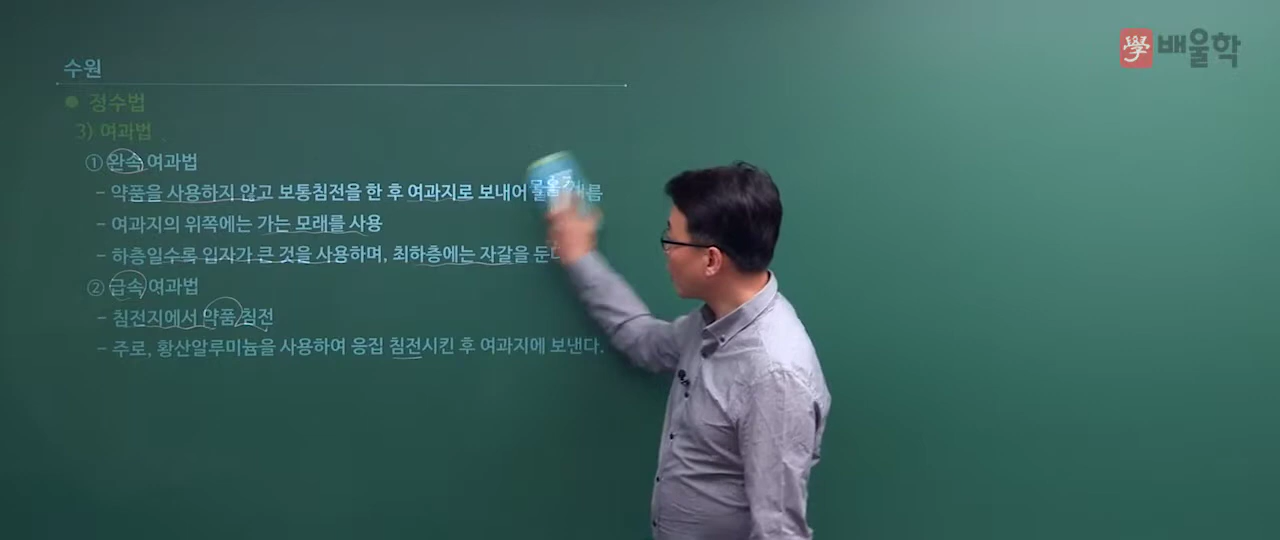 수원
學 배울학
● 정수법
3) 여과법
① 완속 여과법
- 약품을 사용하지 않고 보통침전을 한 후 여과지로 보내어
- 여과지의 위쪽에는 가는 모래를 사용
- 하층일수록 입자가 큰 것을 사용하며, 최하층에는 자갈을 둔다
② 급속 여과법
- 침전지에서 약품 침전
- 주로, 황산알루미늄을 사용하여 응집 침전시킨 후 여과지에 보낸다.